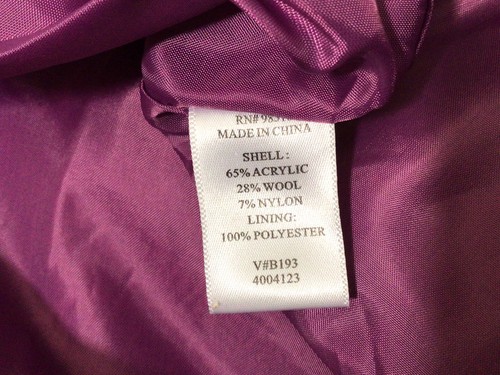 MADE IN CHINA
SHELL:
65% ACRYLIC
28% WOOL
7% NYLON
LINING:
100% POLYESTER
V#B193
4004123